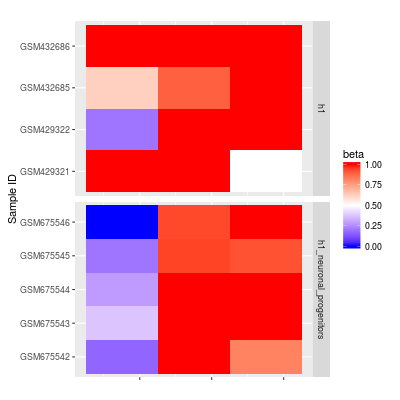 GSM432686
GSM432685
GSM429322
GSM429321
h1
GSM675546
GSM675545
GSM675544
GSM675543
GSM675542
h1_neuronal_progenitors
Sample ID
beta
1.00
0.75
0.50
0.25
0.00